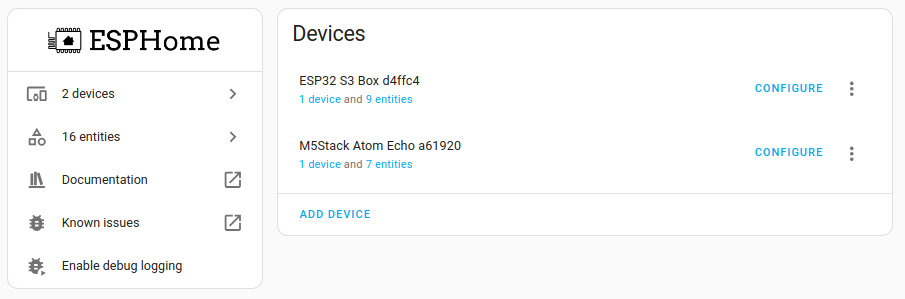 ESPHome
2 devices
16 entities
Documentation
Known issues
Enable debug logging
Devices
ESP32 S3 Box d4ffc4
1 device and 9 entities
CONFIGURE
M5Stack Atom Echo a61920
1 device and 7 entities
CONFIGURE
ADD DEVICE